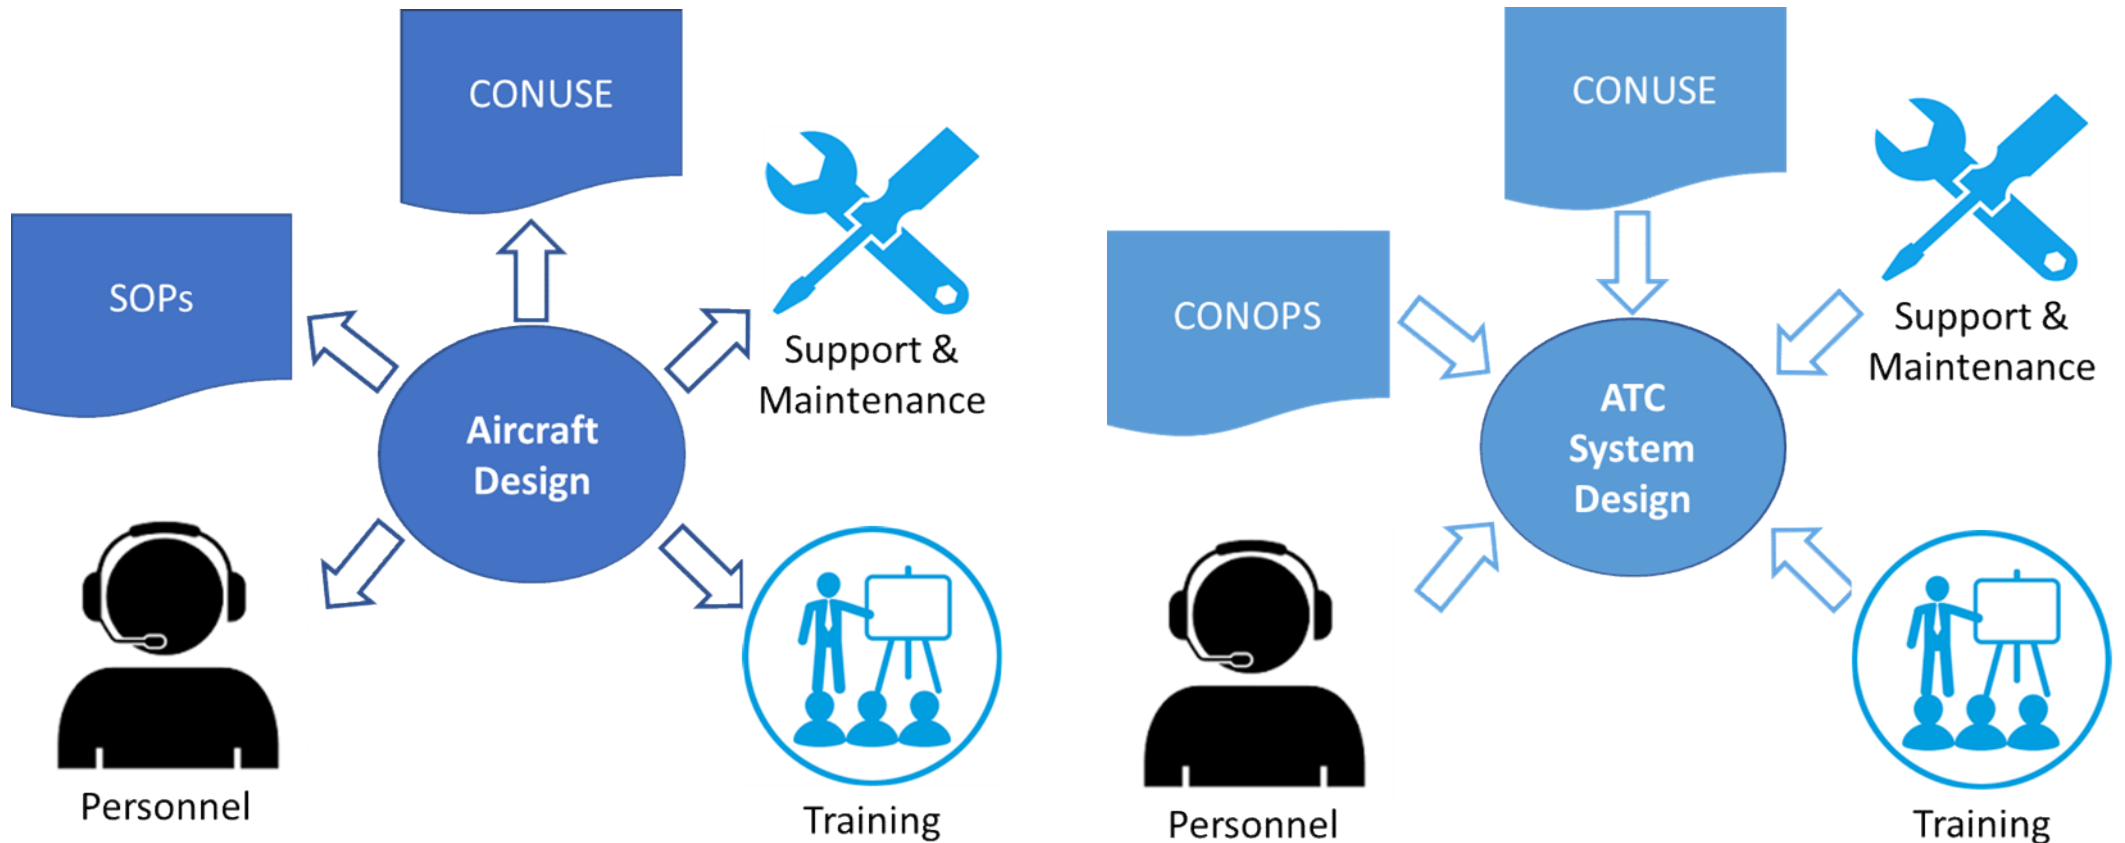 CONUSE
SOPs
Support &
Maintenance
Aircraft
Design
Personnel
Training
CONUSE
CONOPS
Support &
Maintenance
ATC
System
Design
Personnel
Training